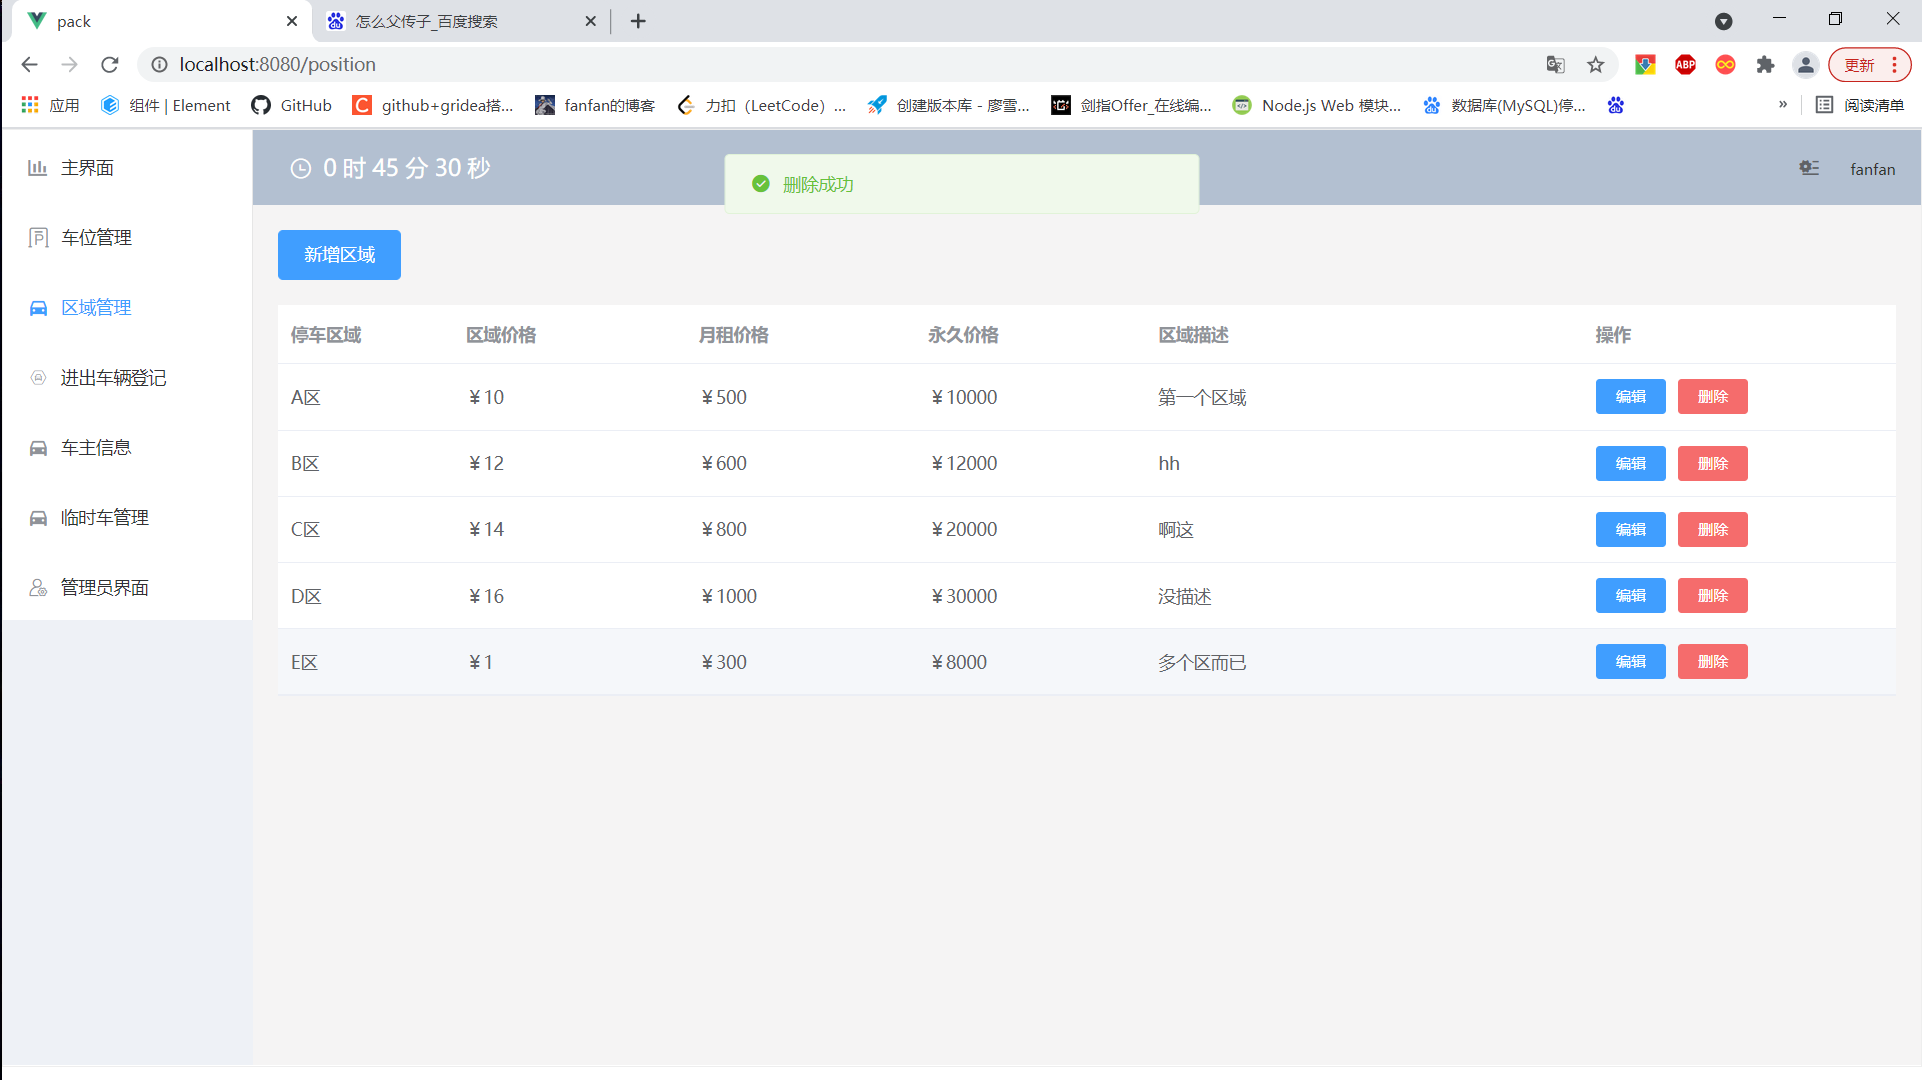 pack
怎么父传子_百度搜索
localhost:8080/position
ABP
更新
应用
组件 | Element
GitHub
github+gridea搭...
fanfan的博客
力扣（LeetCode）...
创建版本库 - 廖雪...
剑指Offer_在线编...
Node.js Web 模块...
数据库(MySQL)停...
»
阅读清单
主界面
车位管理
区域管理
进出车辆登记
车主信息
临时车管理
管理员界面
0 时 45 分 30 秒
删除成功
fanfan
新增区域
停车区域 区域价格 月租价格 永久价格 区域描述 操作
A区 ￥10 ￥500 ￥10000 第一个区域 编辑 删除
B区 ￥12 ￥600 ￥12000 hh 编辑 删除
C区 ￥14 ￥800 ￥20000 啊这 编辑 删除
D区 ￥16 ￥1000 ￥30000 没描述 编辑 删除
E区 ￥1 ￥300 ￥8000 多个区而已 编辑 删除